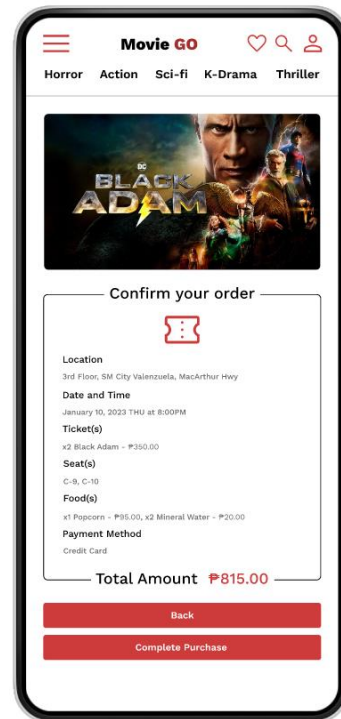 Movie GO
Horror Action Sci-fi K-Drama Thriller
DC
BLACK
ADAM
Confirm your order
Location
3rd Floor, SM City Valenzuela, MacArthur Hwy
Date and Time
January 10, 2023 THU at 8:00PM
Ticket(s)
x2 Black Adam - ₱350.00
Seat(s)
C-9, C-10
Food(s)
x1 Popcorn - ₱95.00, x2 Mineral Water - ₱20.00
Payment Method
Credit Card
Total Amount ₱815.00
Back
Complete Purchase